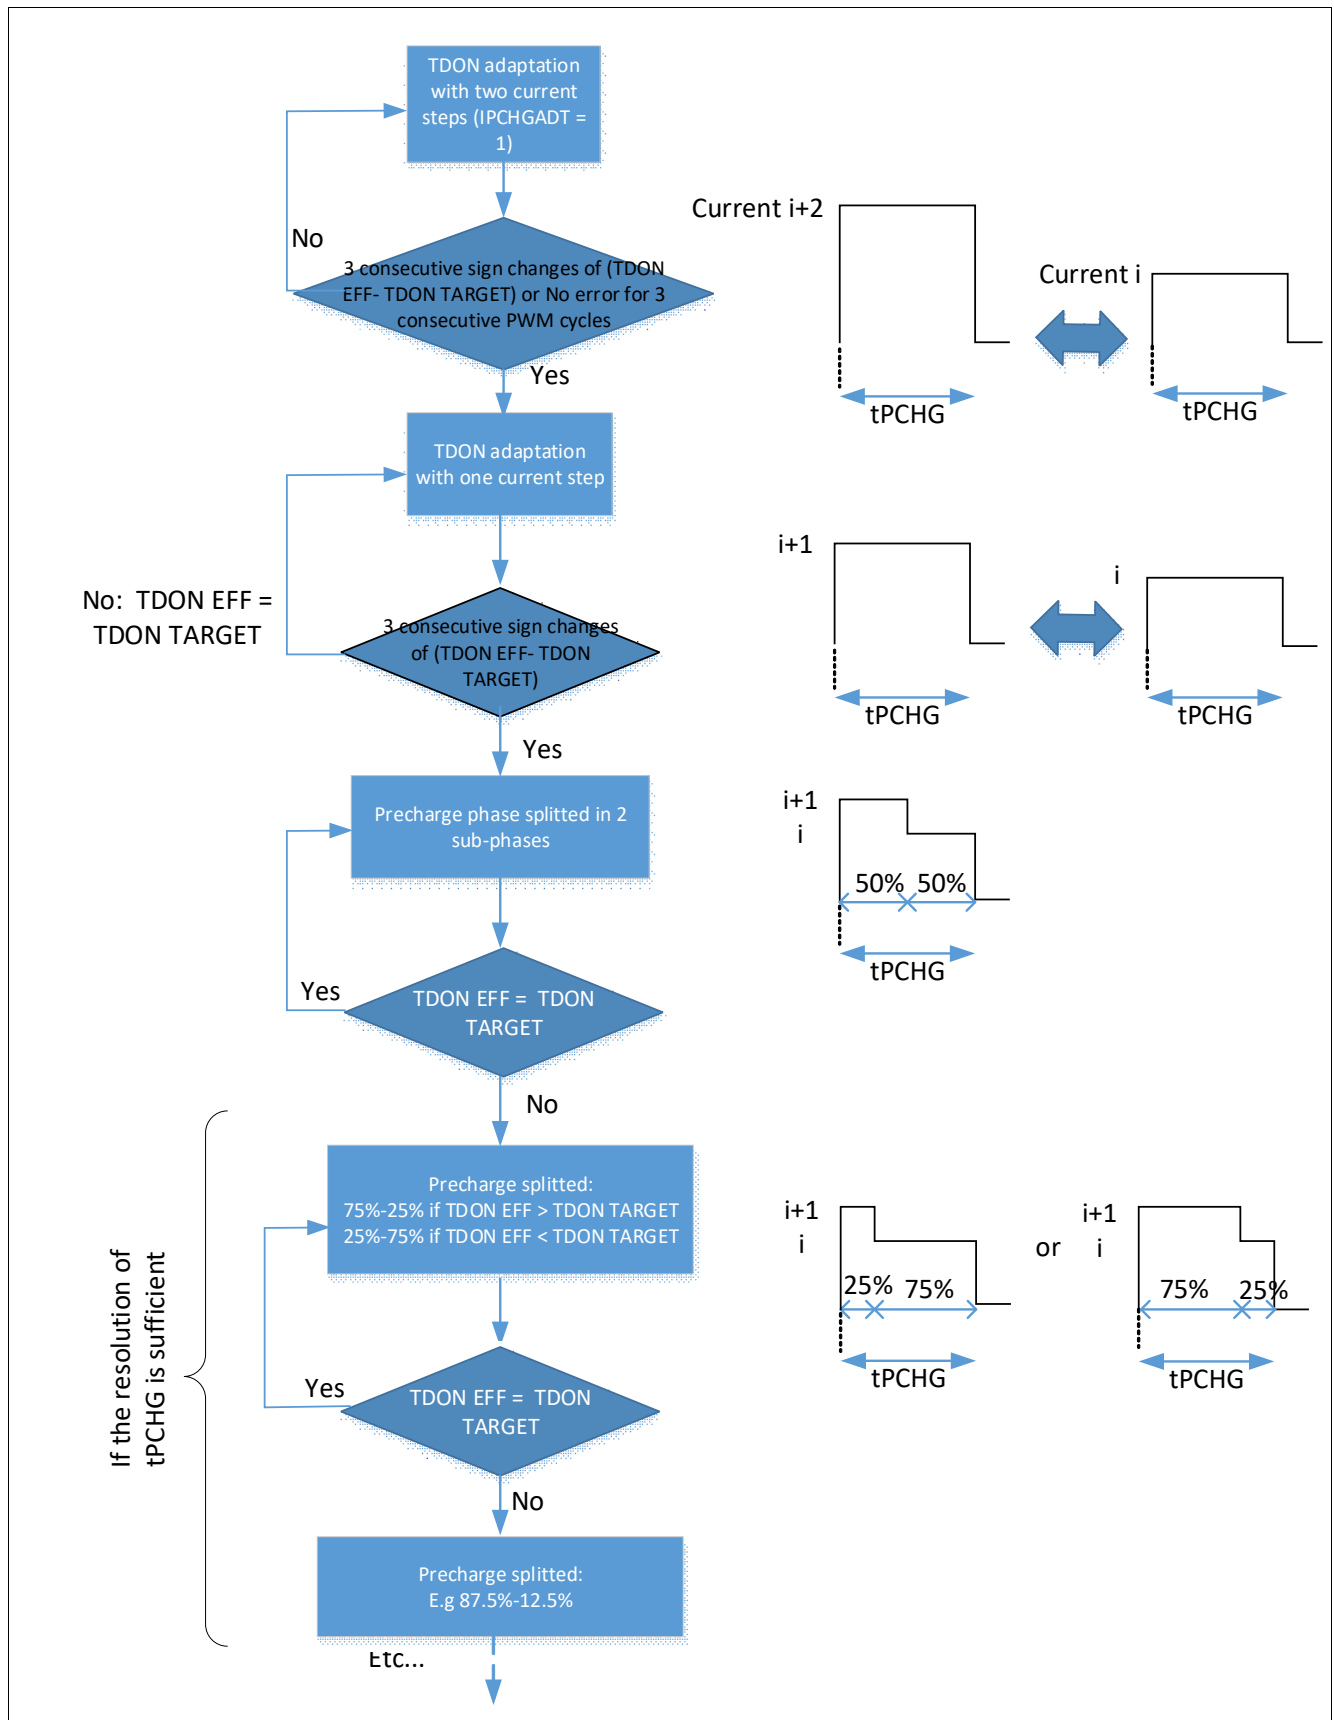 TDON adaptation
with two current
steps (IPCHGADT =
1)
No
3 consecutive sign changes of (TDON
EFF- TDON TARGET) or No error for 3
consecutive PWM cycles
Yes
Current i+2
tPCHG
Current i
tPCHG
TDON adaptation
with one current step
No: TDON EFF =
TDON TARGET
3 consecutive sign changes
of (TDON EFF- TDON
TARGET)
Yes
i+1
tPCHG
i
tPCHG
Precharge phase splitted in 2
sub-phases
i+1
i
50% 50%
tPCHG
Yes
TDON EFF = TDON
TARGET
No
If the resolution of
tPCHG is sufficient
Precharge splitted:
75%-25% if TDON EFF > TDON TARGET
25%-75% if TDON EFF < TDON TARGET
i+1
i
25% 75%
tPCHG
or
i+1
i
75% 25%
tPCHG
Yes
TDON EFF = TDON
TARGET
No
Precharge splitted:
E.g 87.5%-12.5%
Etc...